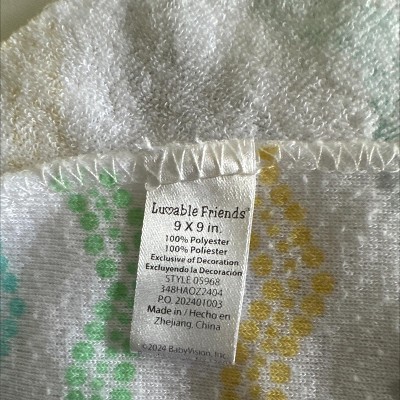 Luvable Friends
9 X 9 in.
100% Polyester
100% Poliester
Exclusive of Decoration
Excluyendo la Decoración
STYLE 05968
348HAOZ2404
P.O. 202401003
Made in / Hecho en
Zhejiang, China
©2024 BabyVision, Inc.